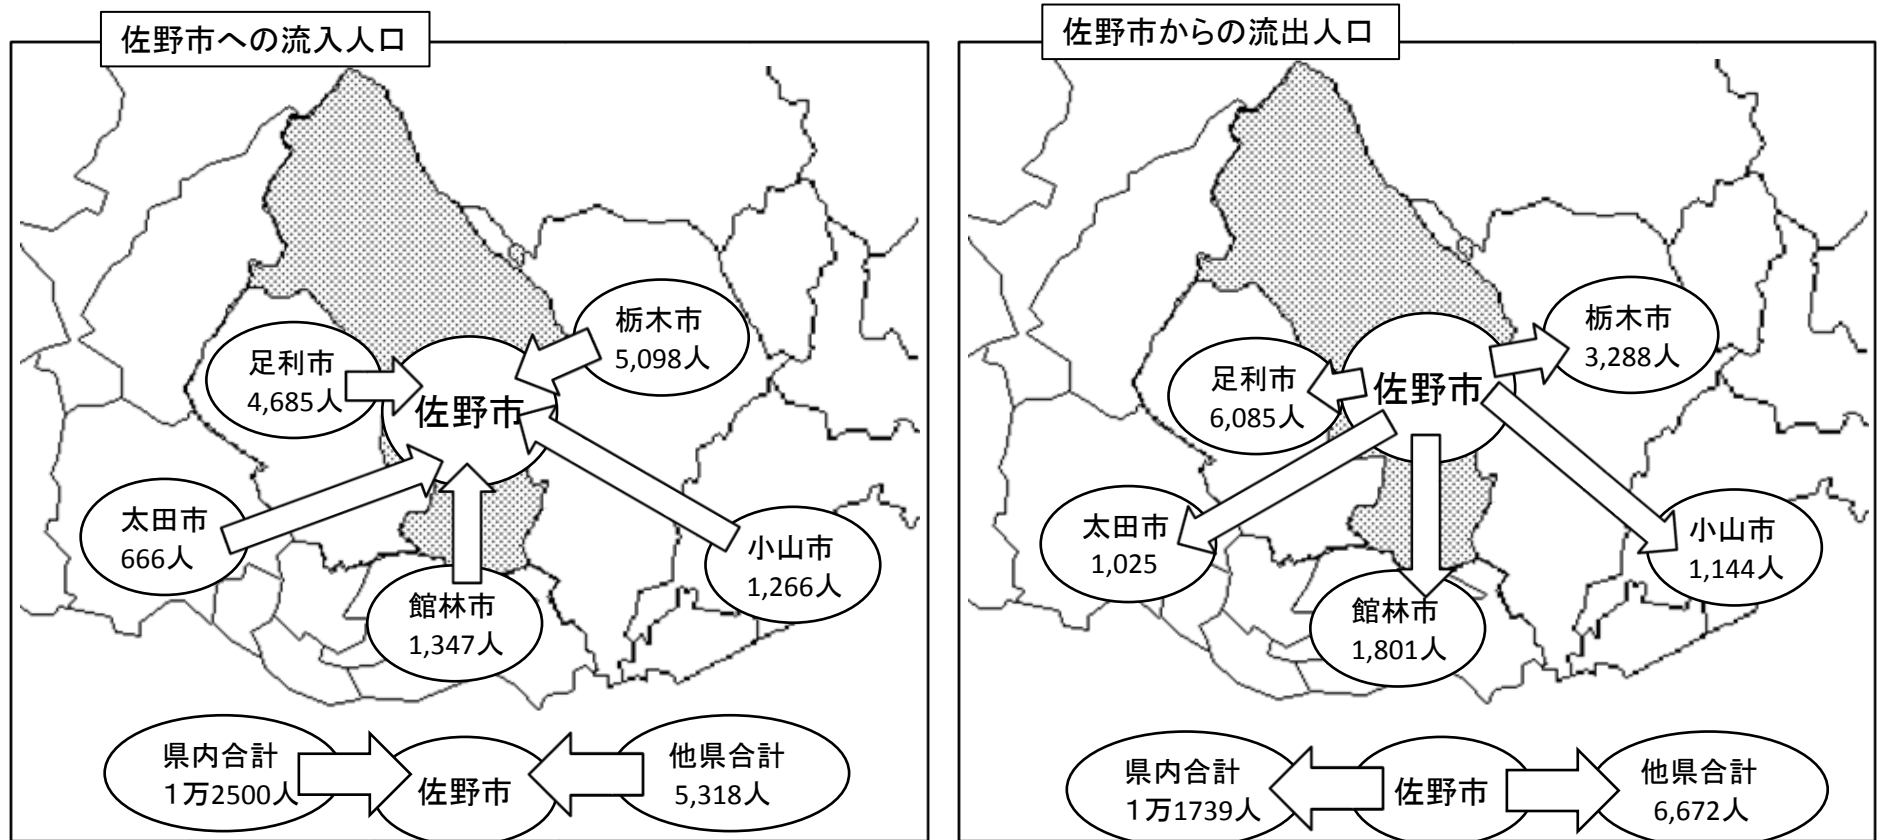 佐野市への流入人口
栃木市
5,098人
足利市
4,685人
佐野市
太田市
666人
小山市
1,266人
館林市
1,347人
県内合計
1万2500人
佐野市
他県合計
5,318人
佐野市からの流出人口
栃木市
3,288人
足利市
6,085人
佐野市
太田市
1,025
小山市
1,144人
館林市
1,801人
県内合計
1万1739人
佐野市
他県合計
6,672人